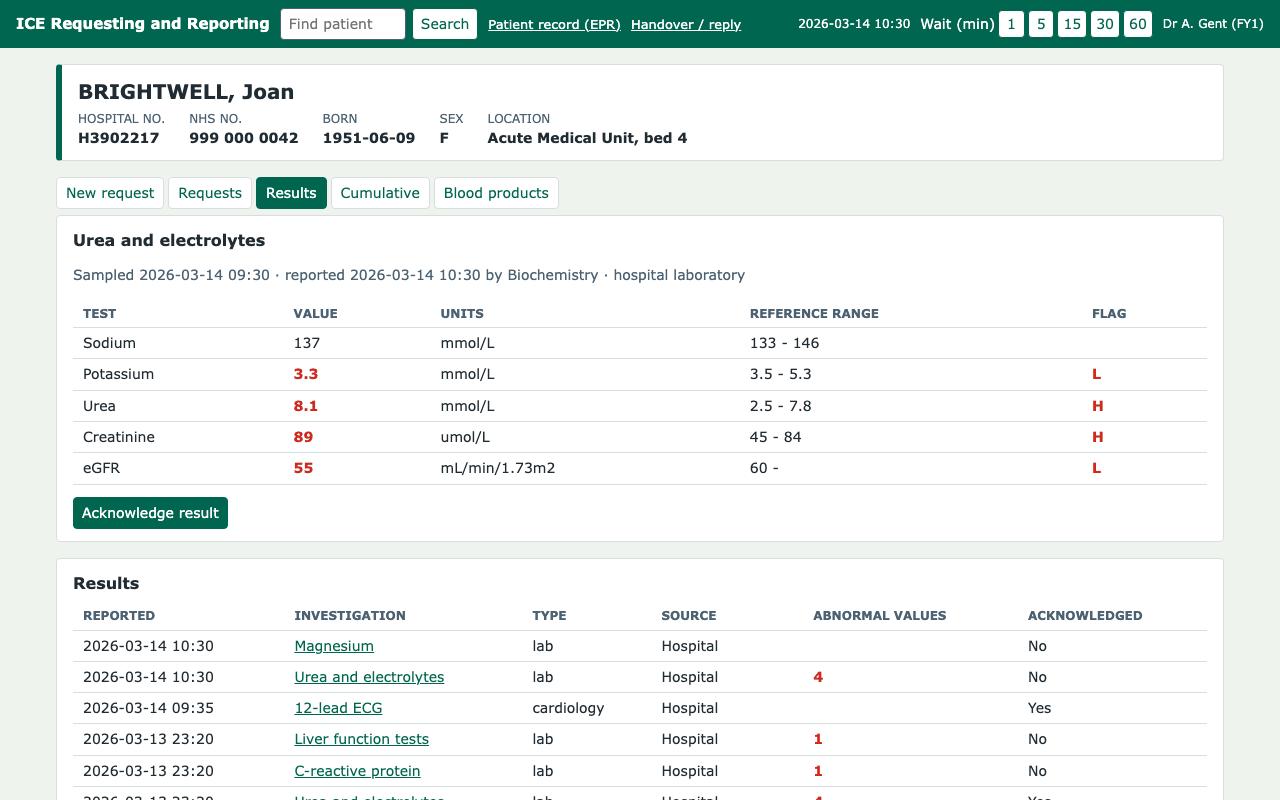 ICE Requesting and Reporting Find patient Search Patient record (EPR) Handover / reply 2026-03-14 10:30 Wait (min) 1 5 15 30 60 Dr A. Gent (FY1)
BRIGHTWELL, Joan
HOSPITAL NO. NHS NO. BORN SEX LOCATION
H3902217 999 000 0042 1951-06-09 F Acute Medical Unit, bed 4
New request Requests Results Cumulative Blood products
Urea and electrolytes
Sampled 2026-03-14 09:30 · reported 2026-03-14 10:30 by Biochemistry · hospital laboratory
TEST VALUE UNITS REFERENCE RANGE FLAG
Sodium 137 mmol/L 133 - 146
Potassium 3.3 mmol/L 3.5 - 5.3 L
Urea 8.1 mmol/L 2.5 - 7.8 H
Creatinine 89 umol/L 45 - 84 H
eGFR 55 mL/min/1.73m2 60 - L
Acknowledge result
Results
REPORTED INVESTIGATION TYPE SOURCE ABNORMAL VALUES ACKNOWLEDGED
2026-03-14 10:30 Magnesium lab Hospital No
2026-03-14 10:30 Urea and electrolytes lab Hospital 4 No
2026-03-14 09:35 12-lead ECG cardiology Hospital Yes
2026-03-13 23:20 Liver function tests lab Hospital 1 No
2026-03-13 23:20 C-reactive protein lab Hospital 1 No